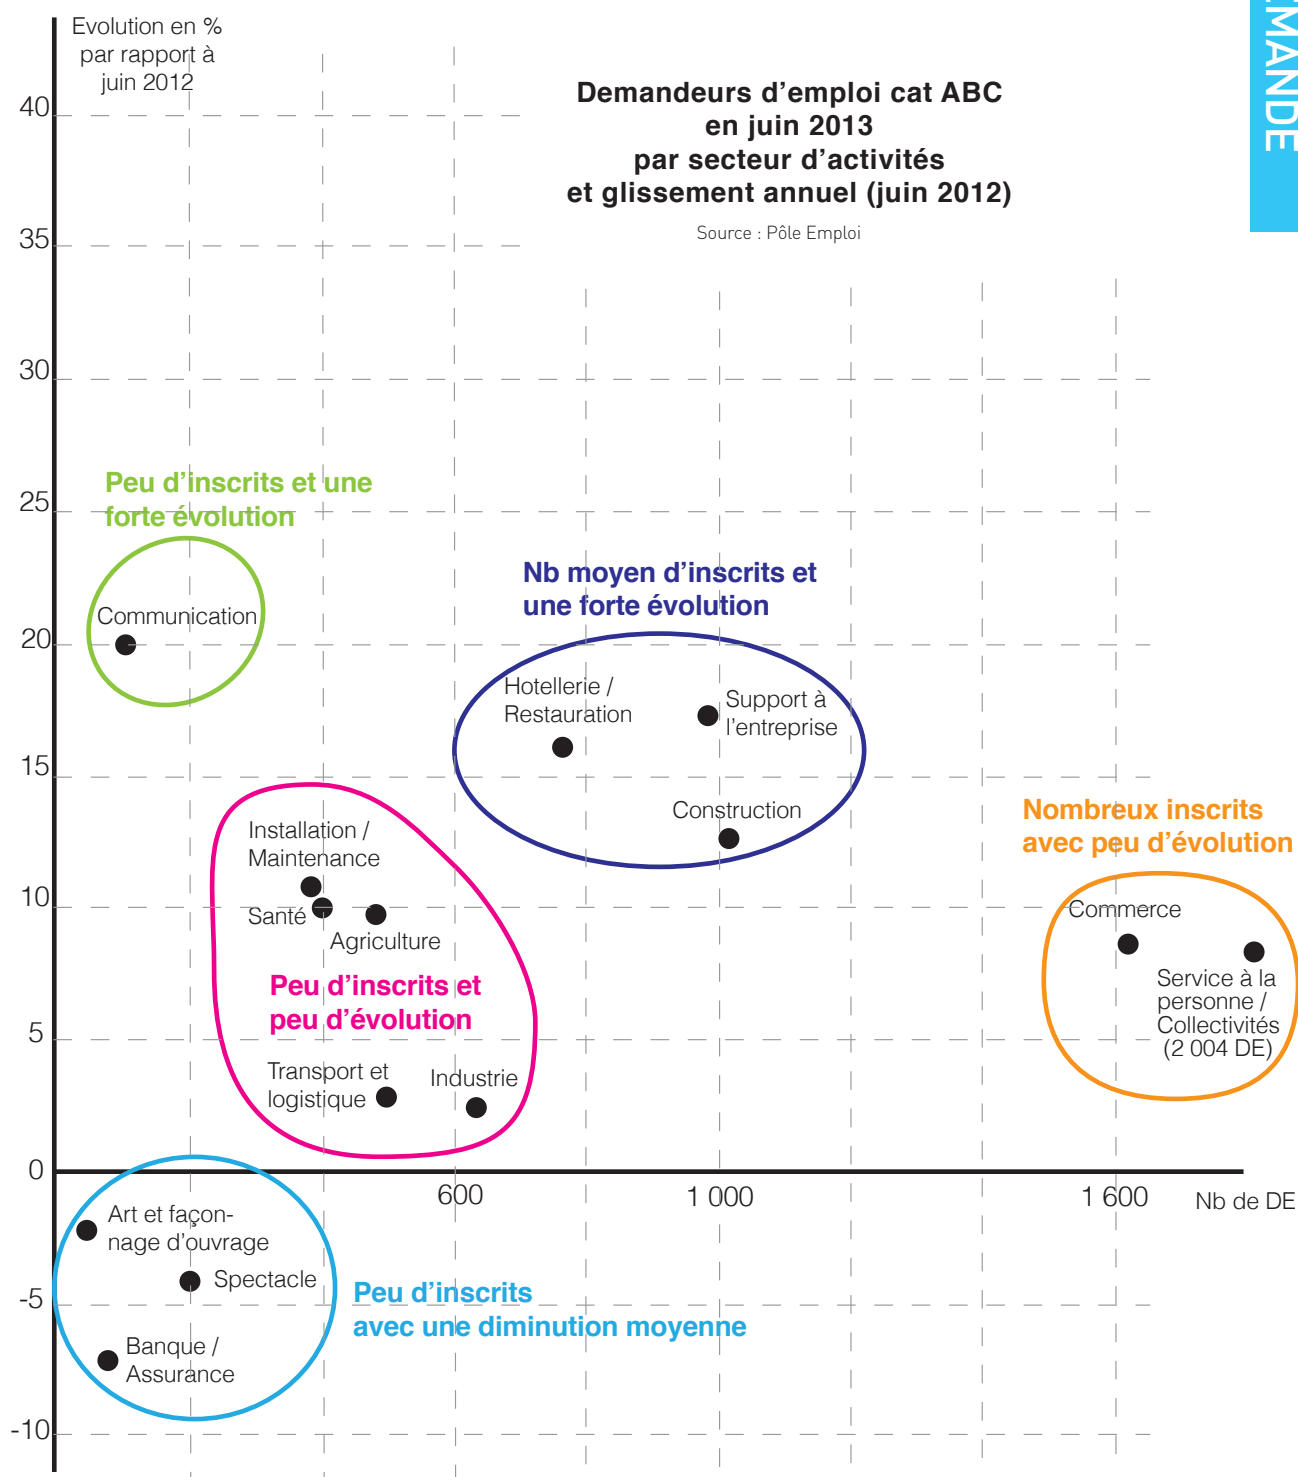 Evolution en %
par rapport à
juin 2012
EMANDE
Demandeurs d’emploi cat ABC
en juin 2013
par secteur d’activités
et glissement annuel (juin 2012)
Source : Pôle Emploi
40
35
30
25
20
15
10
5
0
-5
-10
Peu d’inscrits et une
forte évolution
Communication
Nb moyen d’inscrits et
une forte évolution
Hotellerie /
Restauration
Support à
l’entreprise
Construction
Nombreux inscrits
avec peu d’évolution
Commerce
Service à la
personne /
Collectivités
(2 004 DE)
Installation /
Maintenance
Santé
Agriculture
Peu d’inscrits et
peu d’évolution
Transport et
logistique
Industrie
600
1 000
1 600
Nb de DE
Art et façon-
nage d’ouvrage
Spectacle
Banque /
Assurance
Peu d’inscrits
avec une diminution moyenne